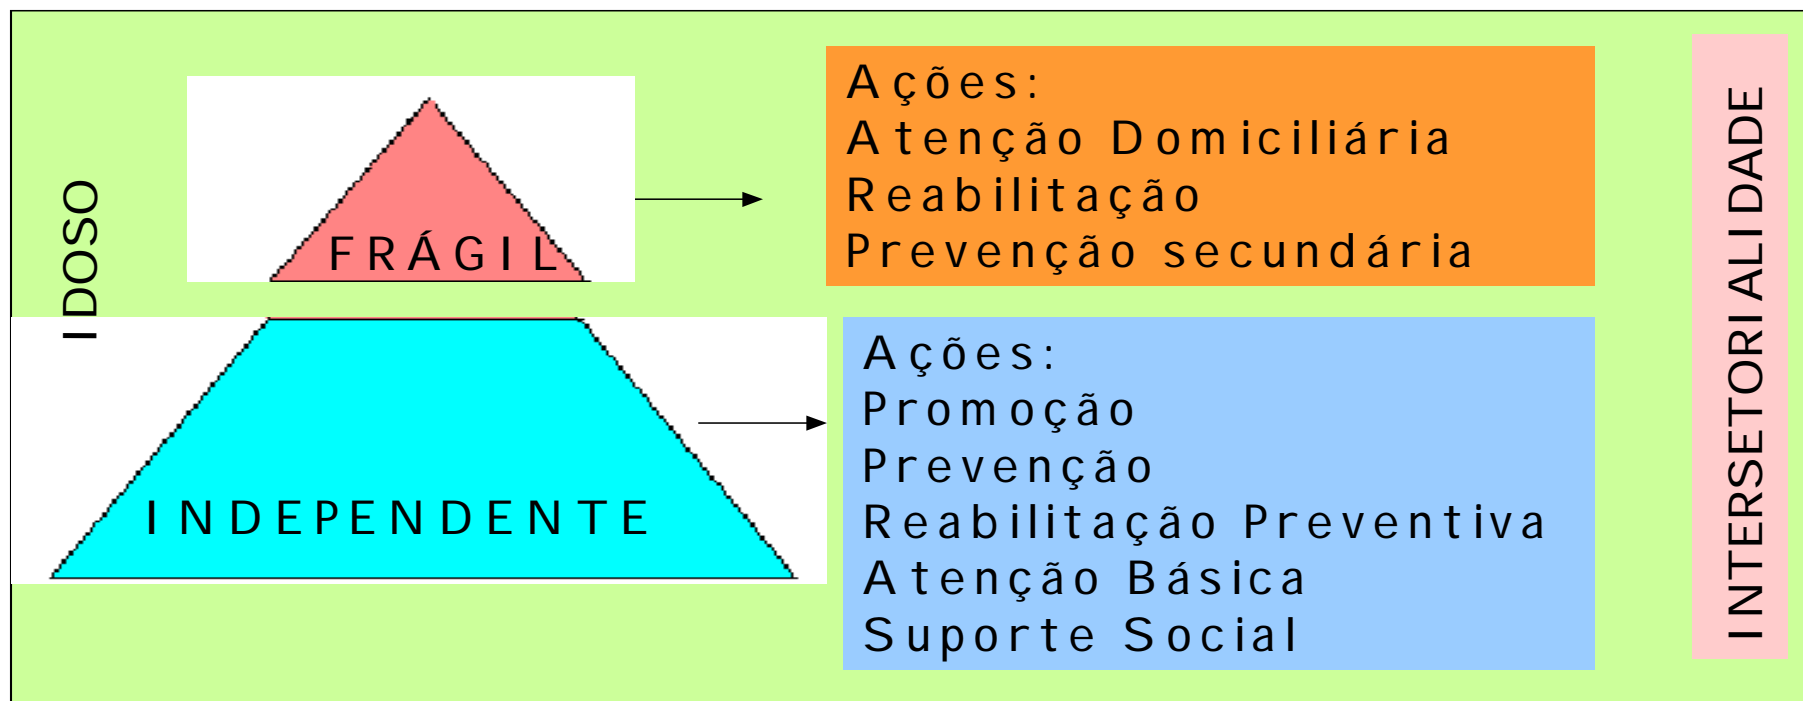 IDOSO
FRÁGIL
INDEPENDENTE
Ações:
Atenção Domiciliária
Reabilitação
Prevenção secundária
Ações:
Promoção
Prevenção
Reabilitação Preventiva
Atenção Básica
Suporte Social
INTERSETORIALIDADE